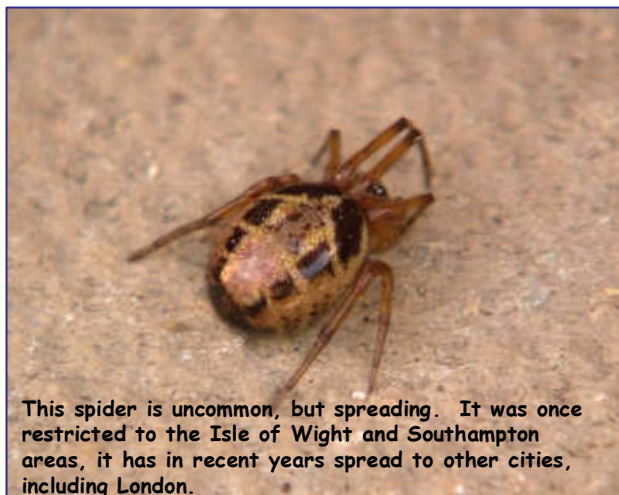 This spider is uncommon, but spreading.  It was once
restricted to the Isle of Wight and Southampton
areas, it has in recent years spread to other cities,
including London.